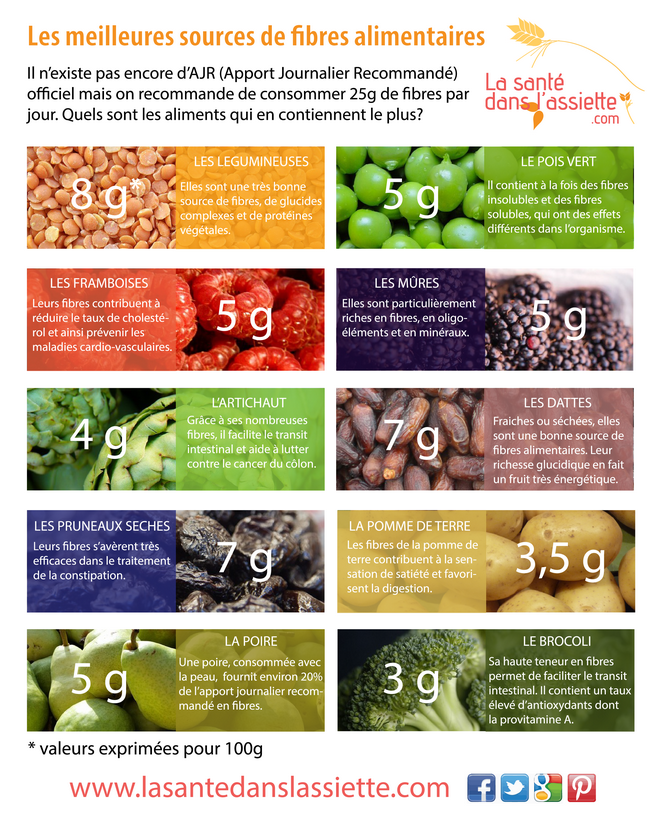 Les meilleures sources de fibres alimentaires
Il n’existe pas encore d’AJR (Apport Journalier Recommandé)
officiel mais on recommande de consommer 25g de fibres par
jour. Quels sont les aliments qui en contiennent le plus?
La santé
dans l’assiette
.com
8 g*
LES LEGUMINEUSES
Elles sont une très bonne
source de fibres, de glucides
complexes et de protéines
végétales.
5 g
LE POIS VERT
Il contient à la fois des fibres
insolubles et des fibres
solubles, qui ont des effets
différents dans l’organisme.
LES FRAMBOISES
Leurs fibres contribuent à
réduire le taux de cholesté-
rol et ainsi prévenir les
maladies cardio-vasculaires.
5 g
LES MÛRES
Elles sont particulièrement
riches en fibres, en oligo-
éléments et en minéraux.
5 g
4 g
L’ARTICHAUT
Grâce à ses nombreuses
fibres, il facilite le transit
intestinal et aide à lutter
contre le cancer du côlon.
7 g
LES DATTES
Fraiches ou séchées, elles
sont une bonne source de
fibres alimentaires. Leur
richesse glucidique en fait
un fruit très énergétique.
LES PRUNEAUX SECHES
Leurs fibres s’avèrent très
efficaces dans le traitement
de la constipation.
7 g
LA POMME DE TERRE
Les fibres de la pomme de
terre contribuent à la sen-
sation de satiété et favori-
sent la digestion.
3,5 g
5 g
LA POIRE
Une poire, consommée avec
la peau, fournit environ 20%
de l’apport journalier recom-
mandé en fibres.
3 g
LE BROCOLI
Sa haute teneur en fibres
permet de faciliter le transit
intestinal. Il contient un taux
élevé d’antioxydants dont
la provitamine A.
* valeurs exprimées pour 100g
www.lasantedanslassiette.com